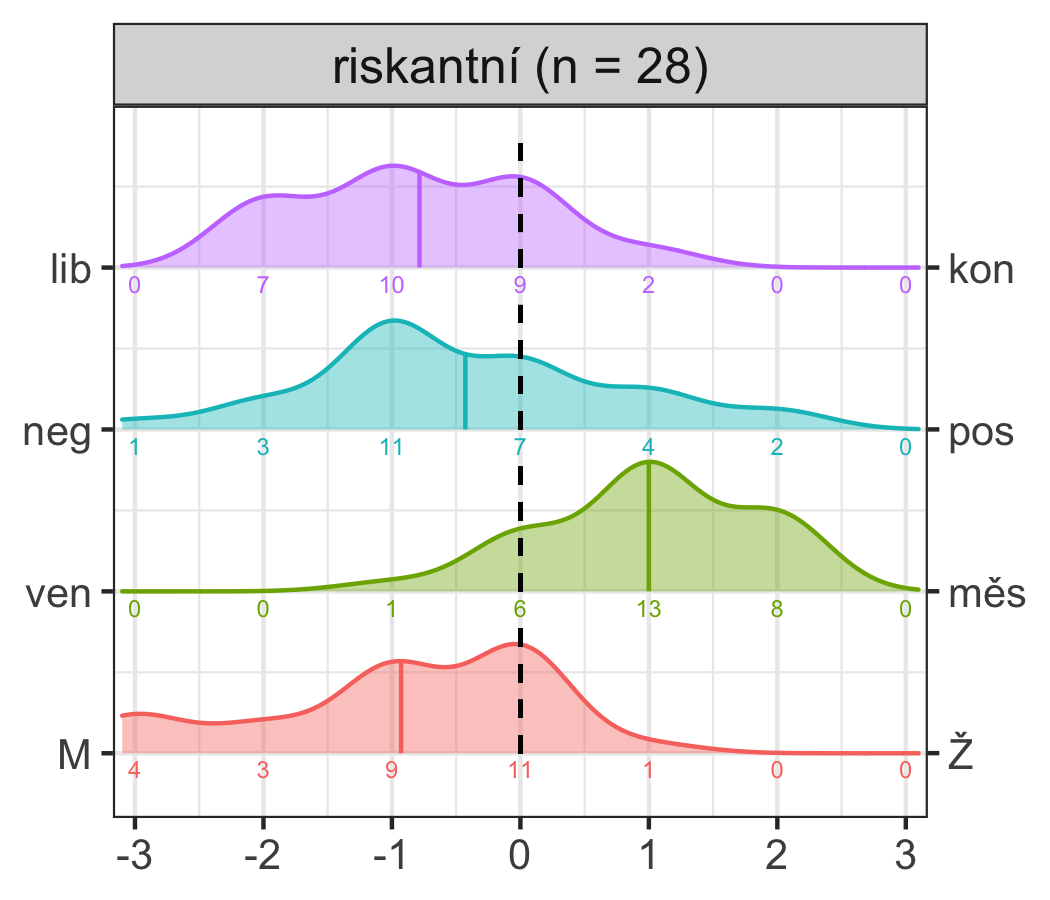 riskantní (n = 28)
lib kon
0 7 10 9 2 0 0
neg pos
1 3 11 7 4 2 0
ven měs
0 0 1 6 13 8 0
M Ž
4 3 9 11 1 0 0
-3 -2 -1 0 1 2 3